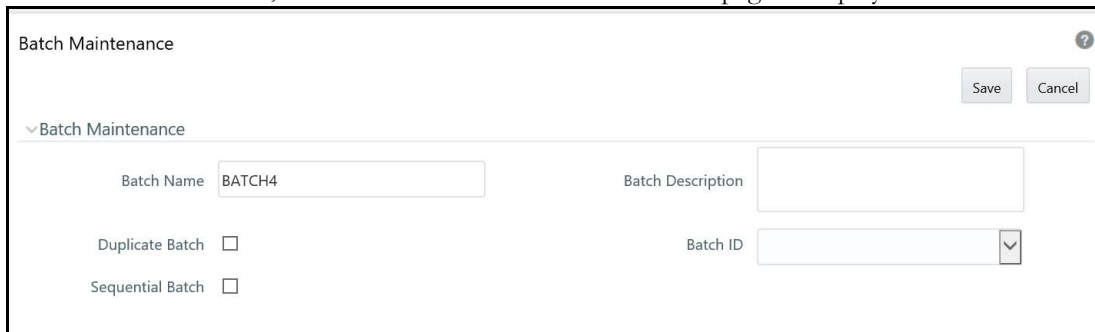 Batch Maintenance
Save Cancel
Batch Maintenance
Batch Name BATCH4 Batch Description
Duplicate Batch Batch ID
Sequential Batch